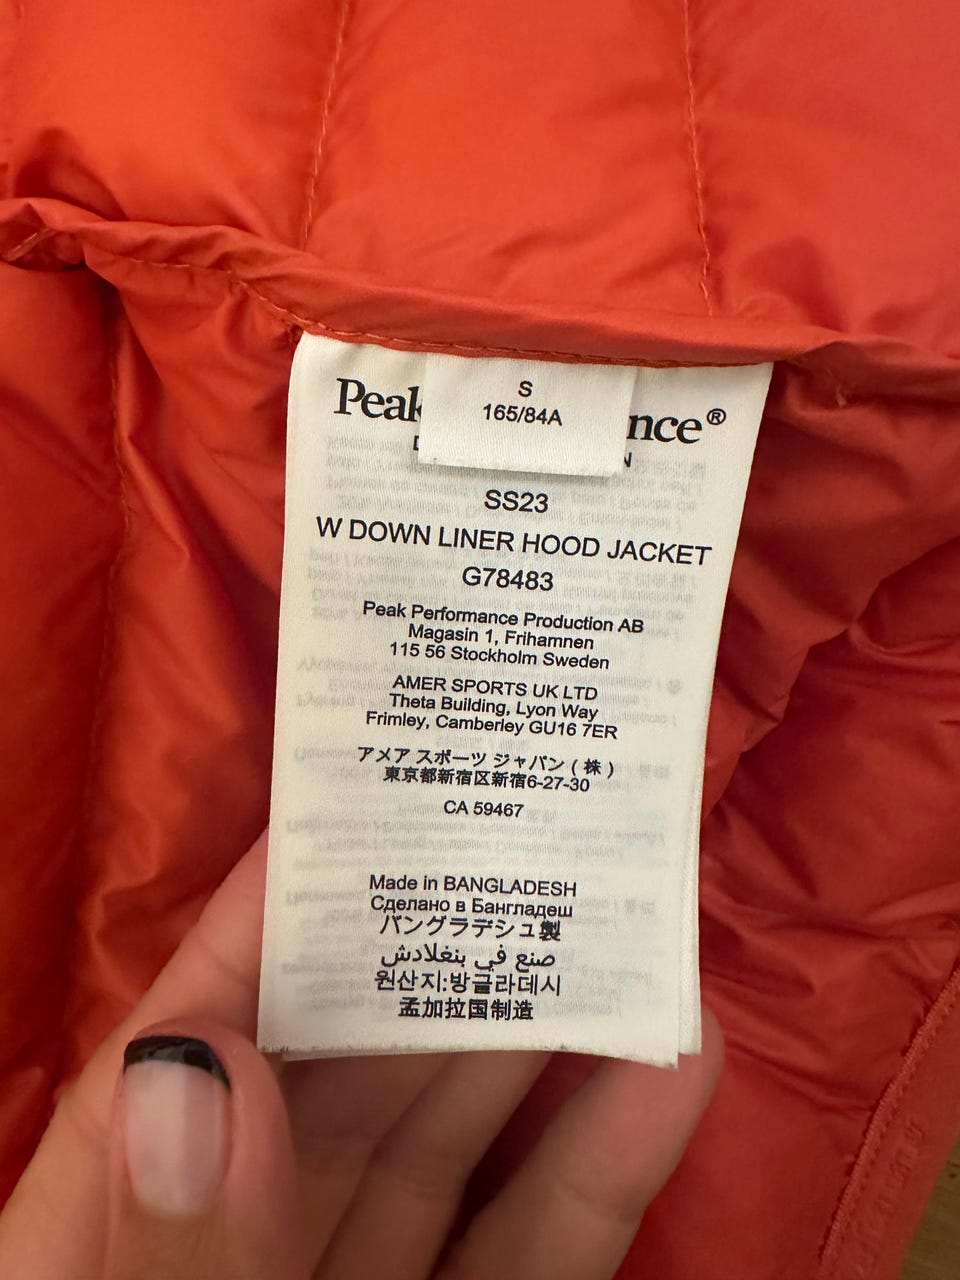 S
165/84A
Peak nce®
SS23
W DOWN LINER HOOD JACKET
G78483
Peak Performance Production AB
Magasin 1, Frihamnen
115 56 Stockholm Sweden
AMER SPORTS UK LTD
Theta Building, Lyon Way
Frimley, Camberley GU16 7ER
アメア スポーツ ジャパン ( 株 )
東京都新宿区新宿6-27-30
CA 59467
Made in BANGLADESH
Сделано в Бангладеш
バングラデシュ製
صنع في بنغلادش
원산지:방글라데시
孟加拉国制造